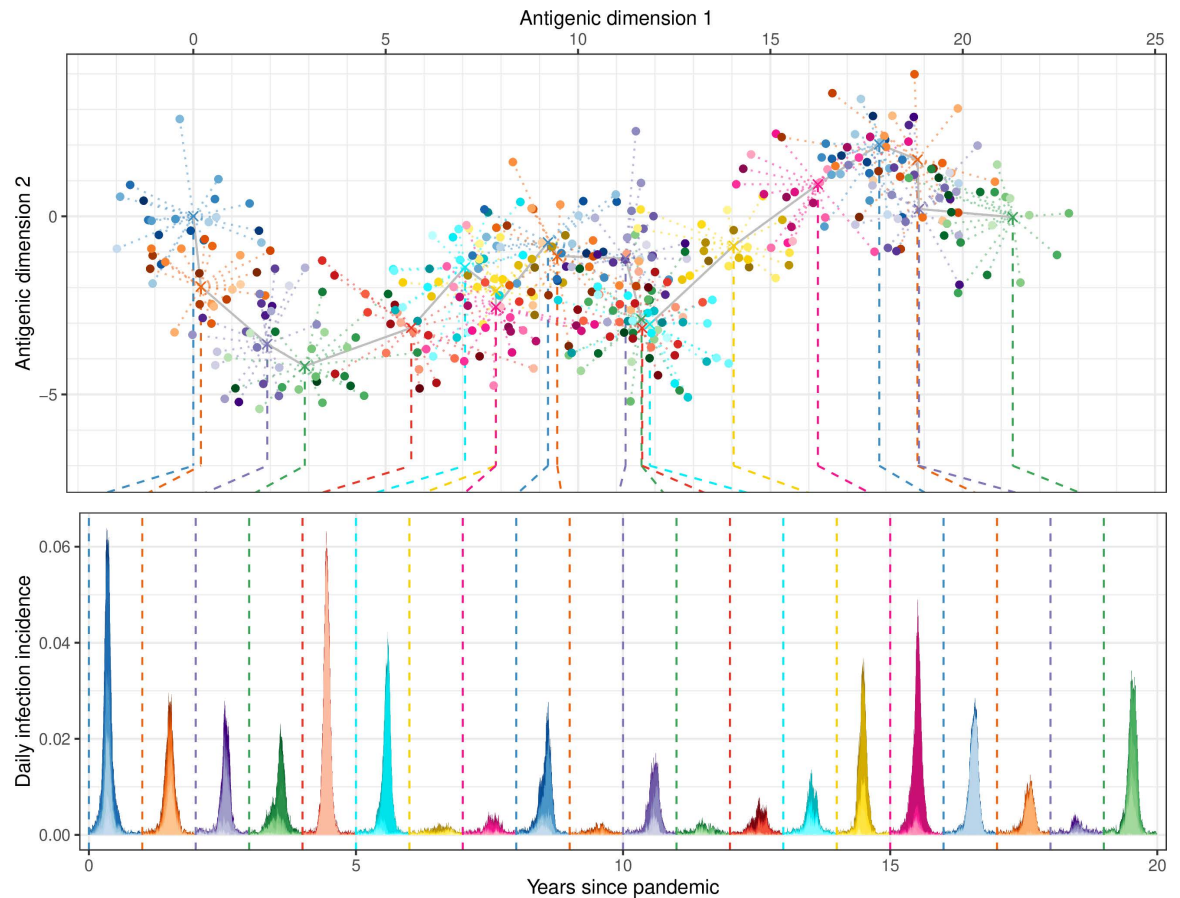 Antigenic dimension 1
0 5 10 15 20 25
Antigenic dimension 2
0
−5
Daily infection incidence
0.06
0.04
0.02
0.00
0 5 10 15 20
Years since pandemic